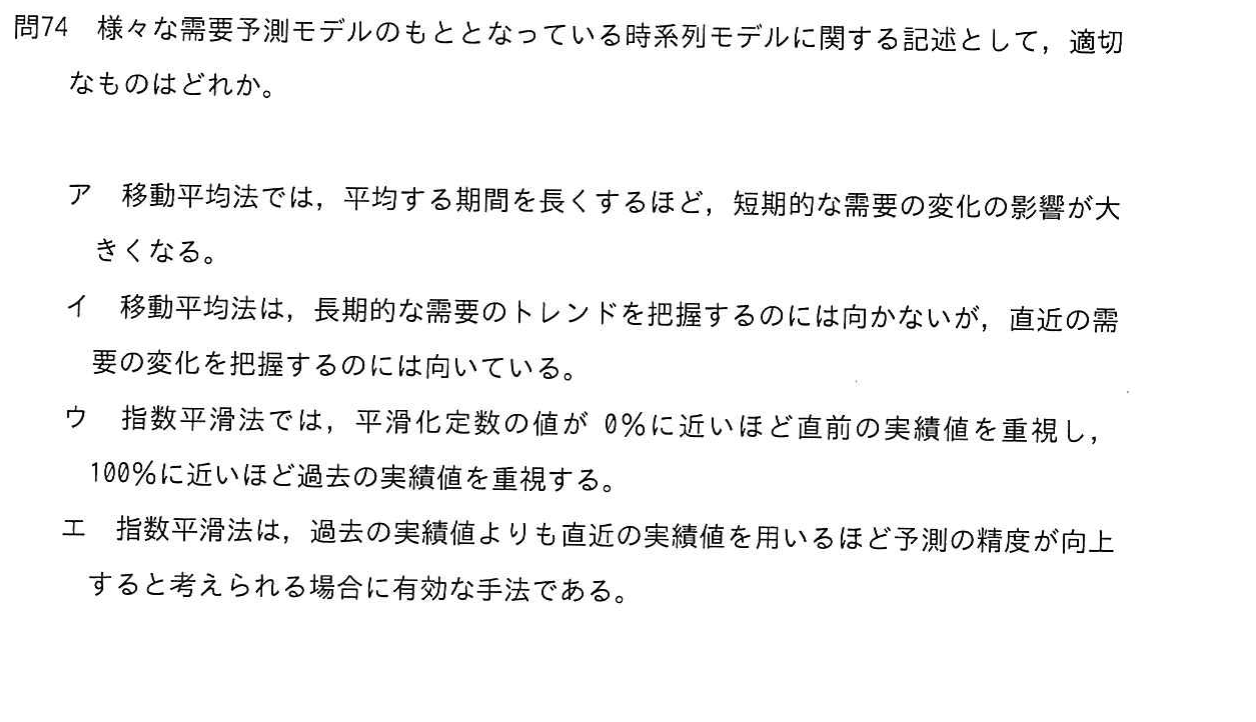 問74　様々な需要予測モデルのもととなっている時系列モデルに関する記述として，適切
なものはどれか。
ア　移動平均法では，平均する期間を長くするほど，短期的な需要の変化の影響が大
きくなる。
イ　移動平均法は，長期的な需要のトレンドを把握するのには向かないが，直近の需
要の変化を把握するのには向いている。
ウ　指数平滑法では，平滑化定数の値が 0％に近いほど直前の実績値を重視し，
100％に近いほど過去の実績値を重視する。
エ　指数平滑法は，過去の実績値よりも直近の実績値を用いるほど予測の精度が向上
すると考えられる場合に有効な手法である。